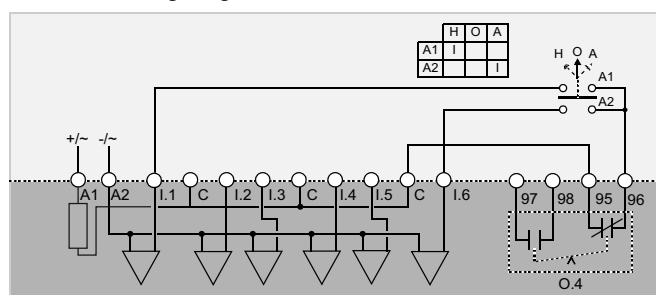 H O A
A1 I
A2 I
H O A
A1
A2
+/~ -/~
A1 A2 I.1 C I.2 I.3 C I.4 I.5 C I.6 97 98 95 96
O.4